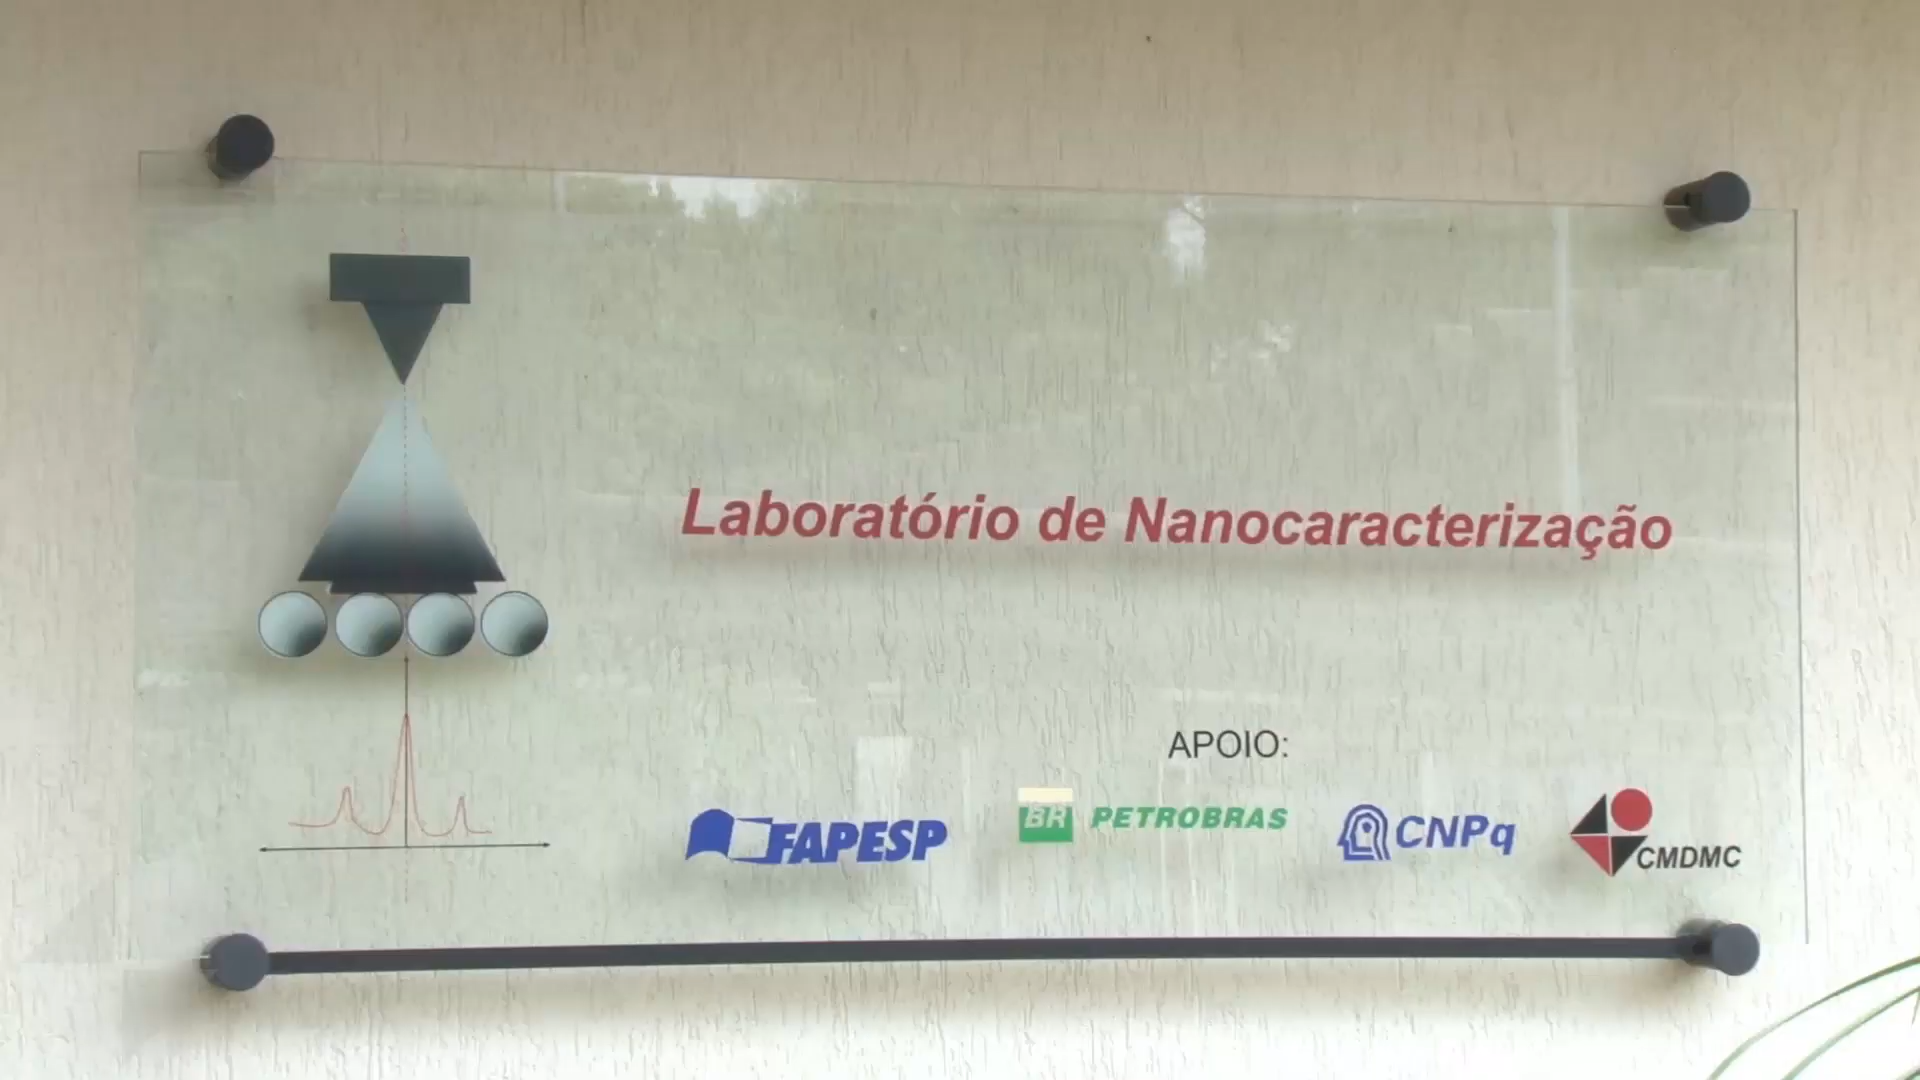 Laboratório de Nanocaracterização
APOIO:
FAPESP
BR PETROBRAS
CNPq
CMDMC